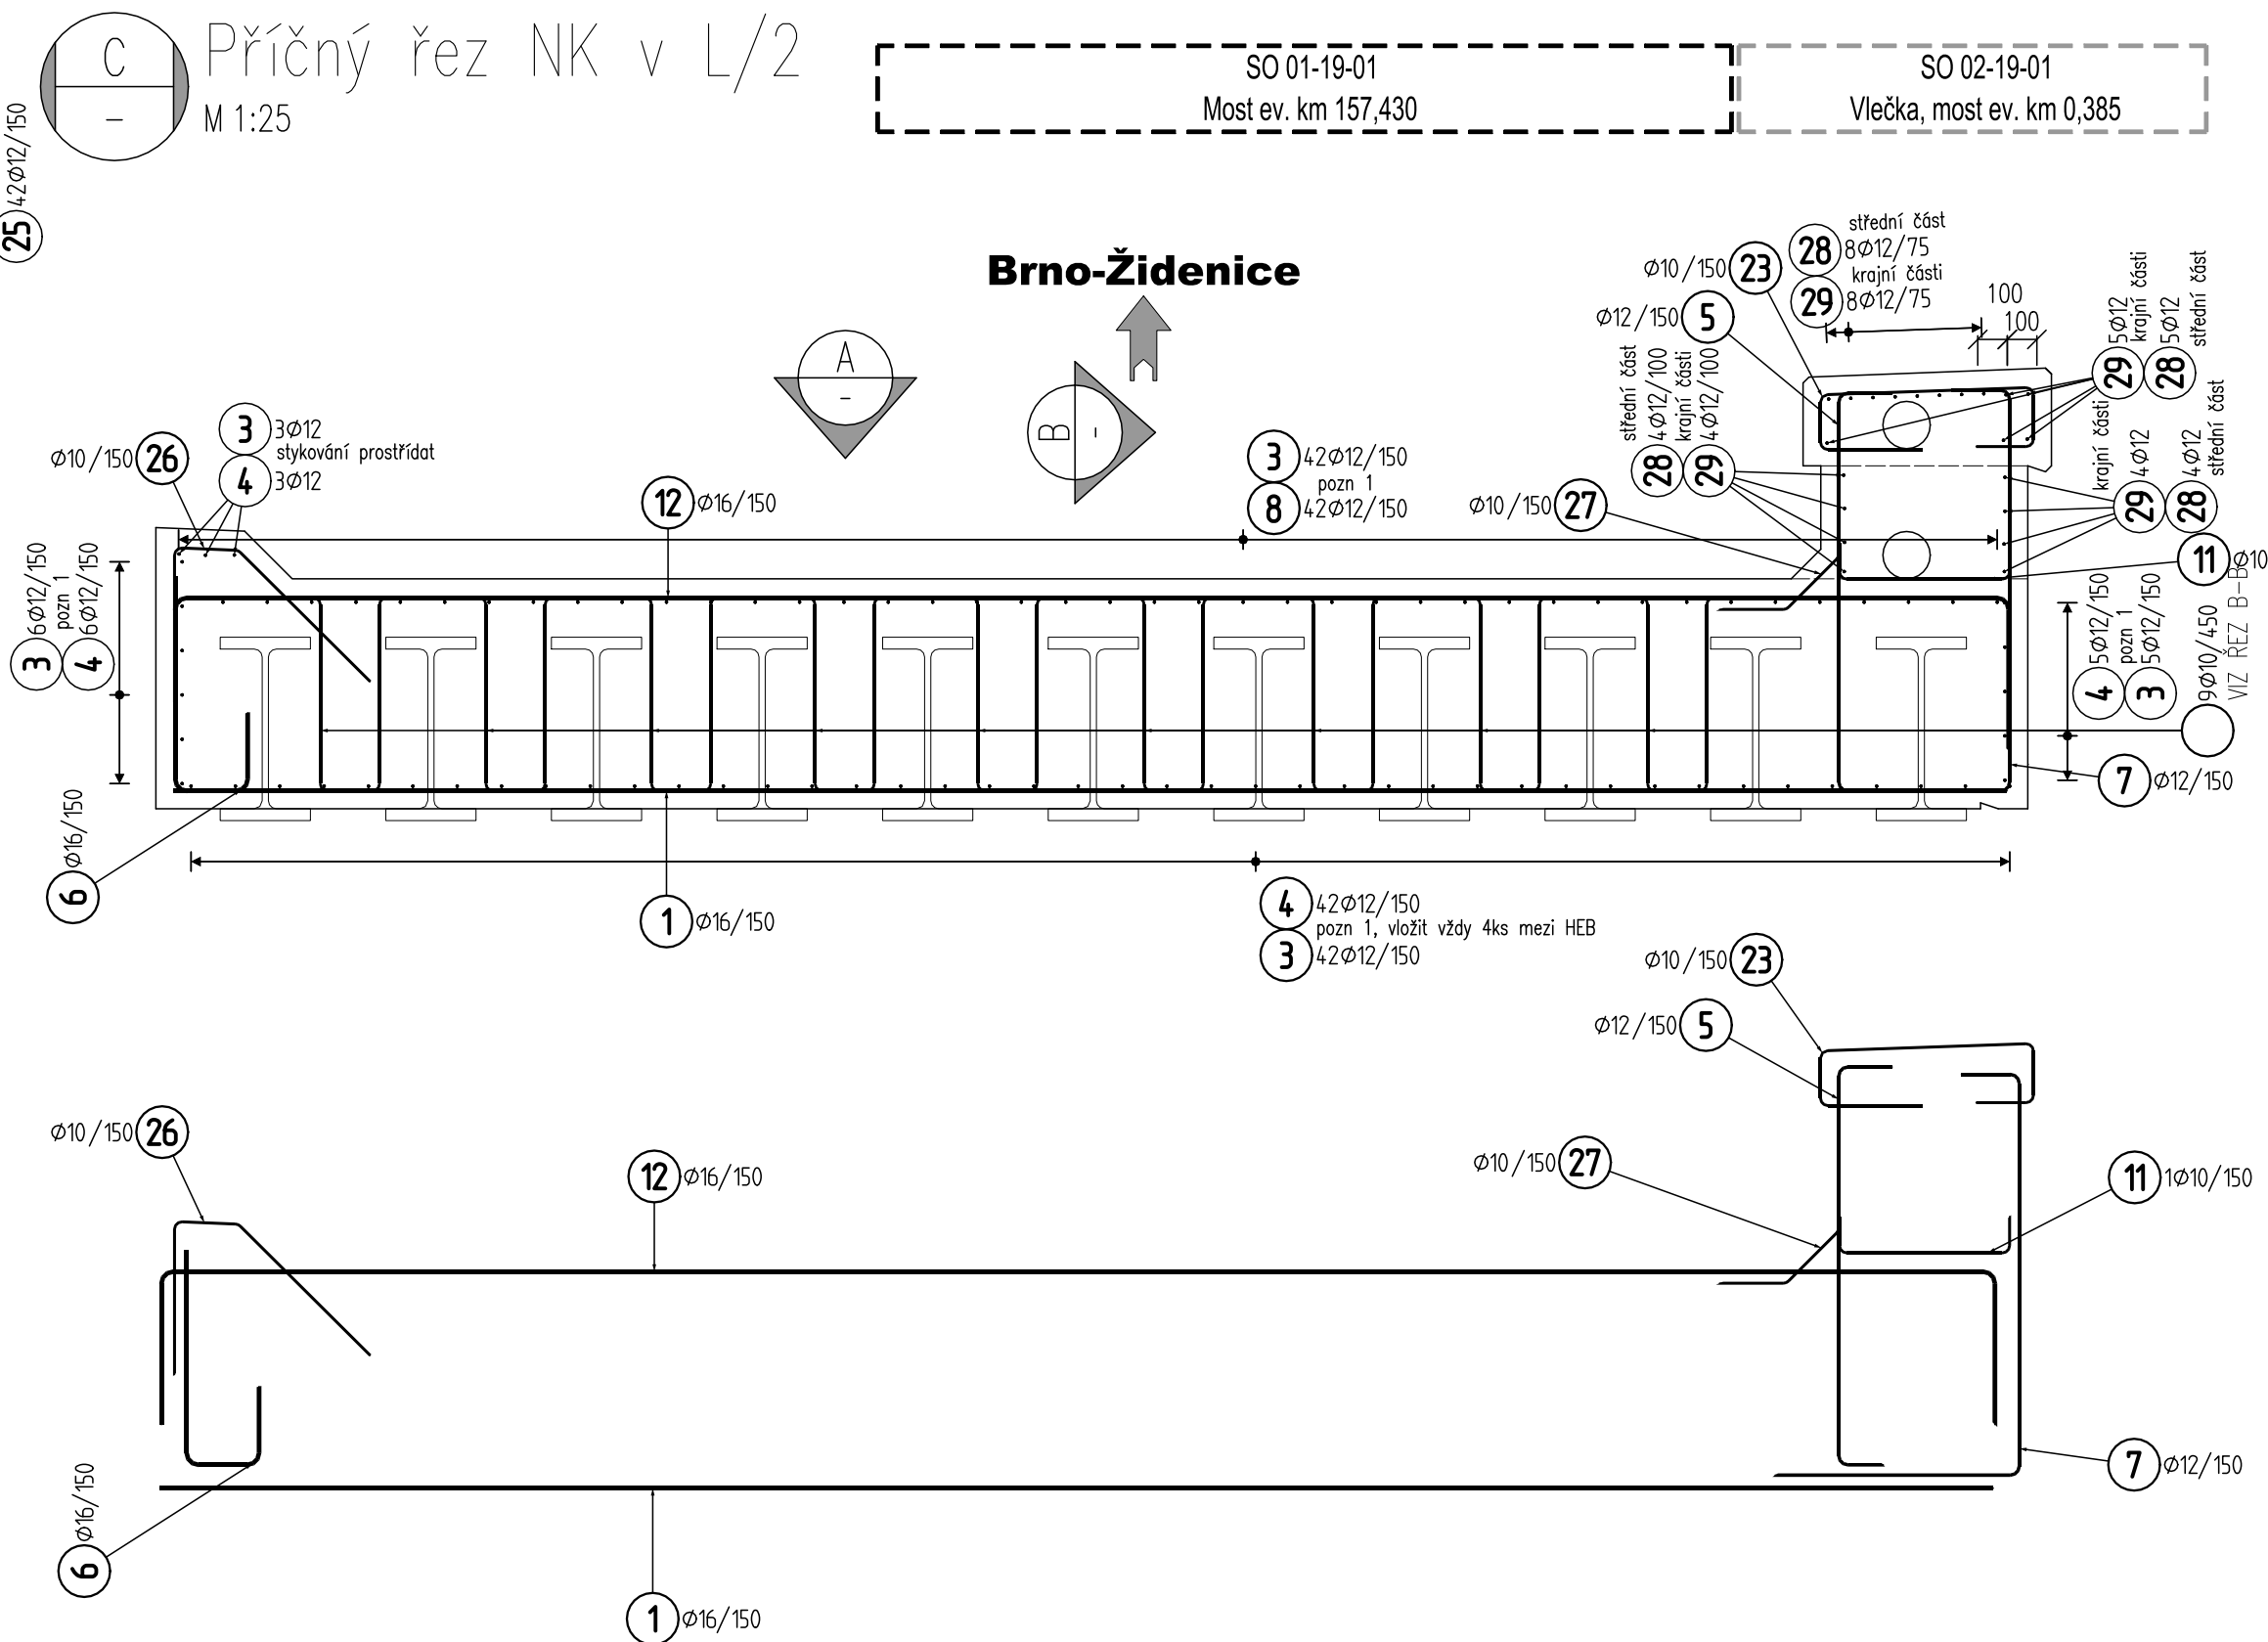 C
–
Příčný řez NK v L/2
M 1:25
SO 01-19-01
Most ev. km 157,430
SO 02-19-01
Vlečka, most ev. km 0,385
25 42Ø12/150
Brno-Židenice
A
–
B
–
Ø10/150 23
28 střední část
8Ø12/75
29 krajní části
8Ø12/75
Ø12/150 5
100
100
29 5Ø12
krajní části
28 5Ø12
střední část
28 4Ø12/100
střední část
29 4Ø12/100
krajní části
29 4Ø12
krajní části
28 4Ø12
střední část
3 3Ø12
stykování prostřídat
4 3Ø12
Ø10/150 26
12 Ø16/150
3 42Ø12/150
pozn 1
8 42Ø12/150
Ø10/150 27
11 Ø10
3 6Ø12/150
pozn 1
4 6Ø12/150
4 5Ø12/150
pozn 1
3 5Ø12/150
9Ø10/450
VIZ ŘEZ B-B
7 Ø12/150
6 Ø16/150
1 Ø16/150
4 42Ø12/150
pozn 1, vložit vždy 4ks mezi HEB
3 42Ø12/150
Ø10/150 23
Ø12/150 5
Ø10/150 26
12 Ø16/150
Ø10/150 27
11 1Ø10/150
7 Ø12/150
6 Ø16/150
1 Ø16/150